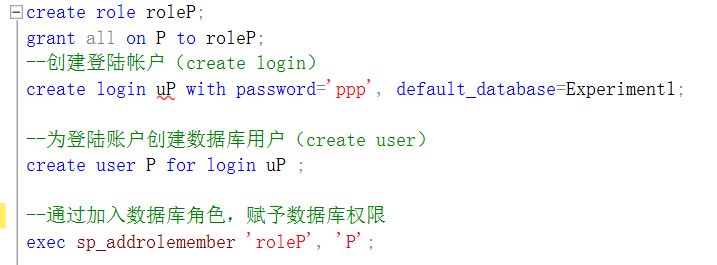 create role roleP;
grant all on P to roleP;
--创建登陆帐户（create login）
create login uP with password='ppp', default_database=Experiment1;
--为登陆账户创建数据库用户（create user）
create user P for login uP ;
--通过加入数据库角色，赋予数据库权限
exec sp_addrolemember 'roleP', 'P';